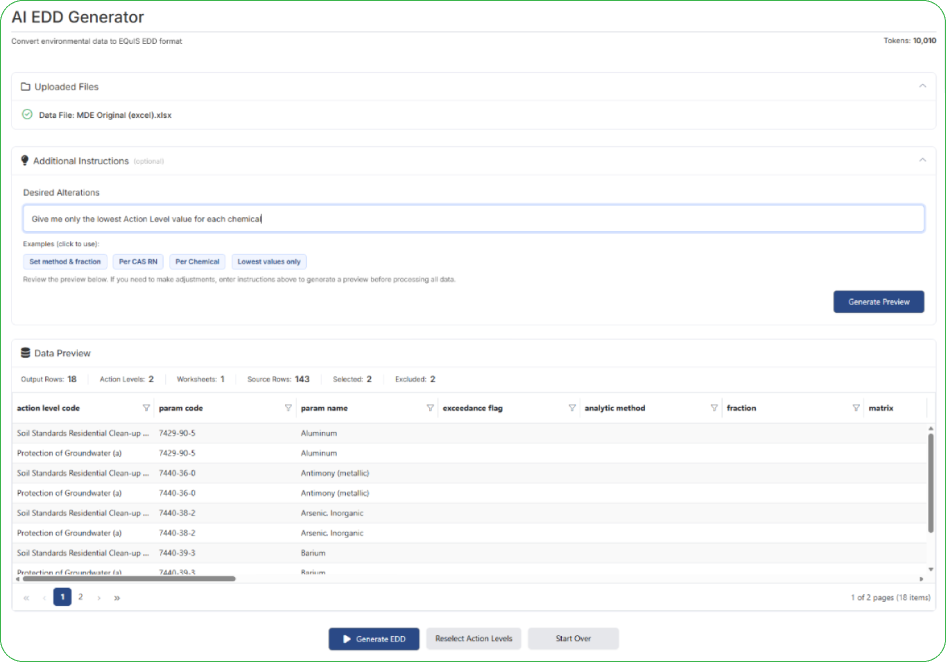 AI EDD Generator
Convert environmental data to EQuIS EDD format
Tokens: 10,010
Uploaded Files
Data File: MDE Original (excel).xlsx
Additional Instructions (optional)
Desired Alterations
Give me only the lowest Action Level value for each chemical
Examples (click to use):
Set method & fraction Per CAS RN Per Chemical Lowest values only
Review the preview below. If you need to make adjustments, enter instructions above to generate a preview before processing all data.
Generate Preview
Data Preview
Output Rows: 18 Action Levels: 2 Worksheets: 1 Source Rows: 143 Selected: 2 Excluded: 2
action level code param code param name exceedance flag analytic method fraction matrix
Soil Standards Residential Clean-up ... 7429-90-5 Aluminum
Protection of Groundwater (a) 7429-90-5 Aluminum
Soil Standards Residential Clean-up ... 7440-36-0 Antimony (metallic)
Protection of Groundwater (a) 7440-36-0 Antimony (metallic)
Soil Standards Residential Clean-up ... 7440-38-2 Arsenic, Inorganic
Protection of Groundwater (a) 7440-38-2 Arsenic, Inorganic
Soil Standards Residential Clean-up ... 7440-39-3 Barium
Protection of Groundwater (a) 7440-39-3 Barium
« ‹ 1 2 › »
1 of 2 pages (18 items)
Generate EDD Reselect Action Levels Start Over